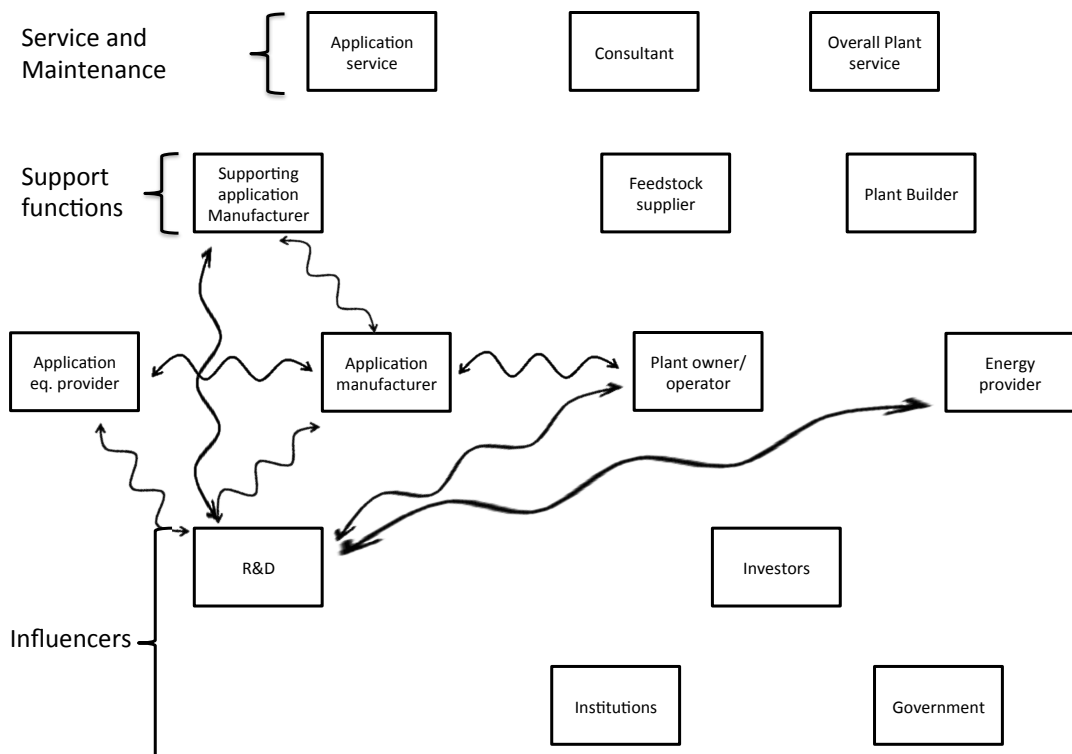 Service and
Maintenance
Application
service
Consultant
Overall Plant
service
Support
functions
Supporting
application
Manufacturer
Feedstock
supplier
Plant Builder
Application
eq. provider
Application
manufacturer
Plant owner/
operator
Energy
provider
R&D
Investors
Influencers
Institutions
Government